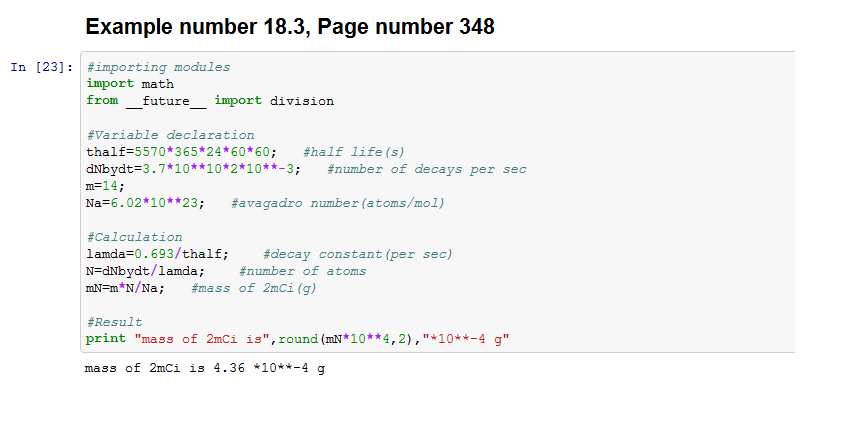 Example number 18.3, Page number 348
In [23]: #importing modules
import math
from __future__ import division
#Variable declaration
thalf=5570*365*24*60*60;   #half life(s)
dNbydt=3.7*10**10*2*10**-3;   #number of decays per sec
m=14;
Na=6.02*10**23;   #avagadro number(atoms/mol)
#Calculation
lamda=0.693/thalf;    #decay constant(per sec)
N=dNbydt/lamda;    #number of atoms
mN=m*N/Na;   #mass of 2mCi(g)
#Result
print "mass of 2mCi is",round(mN*10**4,2),"*10**-4 g"
mass of 2mCi is 4.36 *10**-4 g